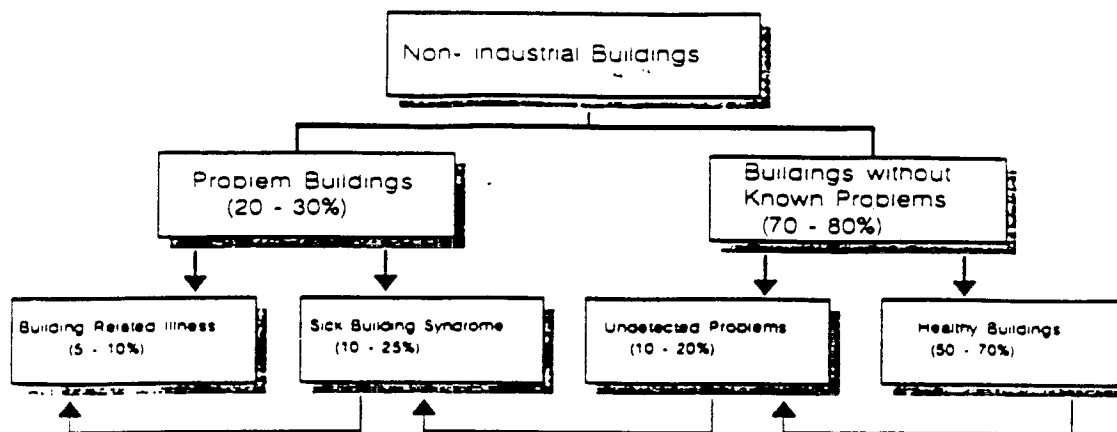 Non- Industrial Buildings
Problem Buildings
(20 - 30%)
Buildings without
Known Problems
(70 - 80%)
Building Related Illness
(5 - 10%)
Sick Building Syndrome
(10 - 25%)
Undetected Problems
(10 - 20%)
Healthy Buildings
(50 - 70%)